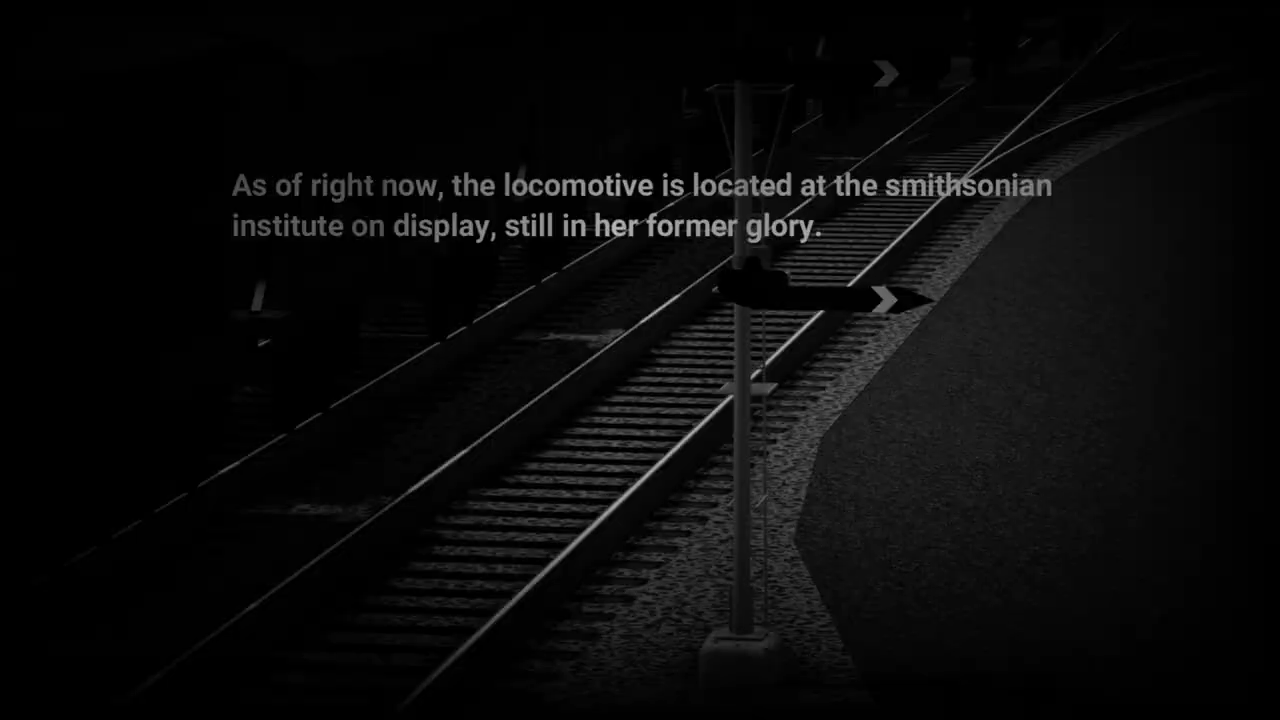 As of right now, the locomotive is located at the smithsonian
institute on display, still in her former glory.